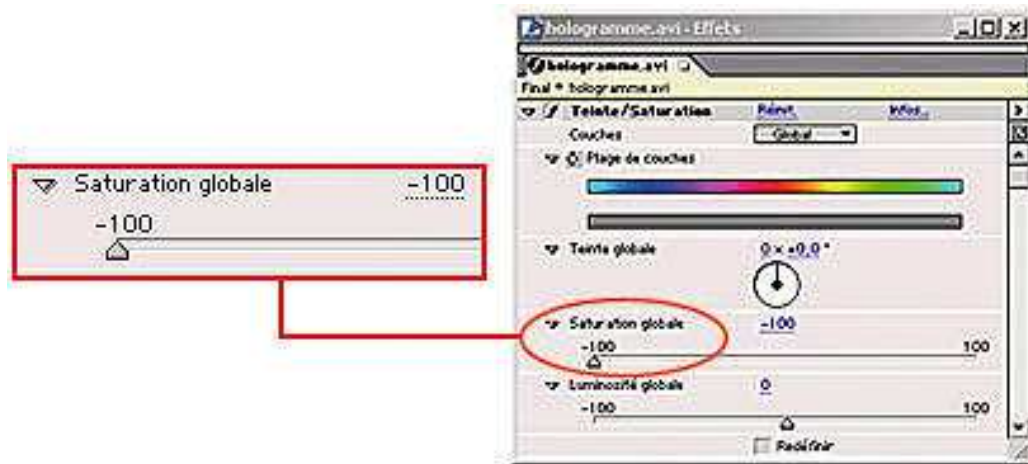 Saturation globale -100
-100
hologramme.avi - Effets
hologramme.avi
Final * hologramme.avi
Teinte/Saturation Réinit. Infos...
Couches Global
Plage de couches
Teinte globale 0 x +0,0 °
Saturation globale -100
-100 100
Luminosité globale 0
-100 100
Redéfinir